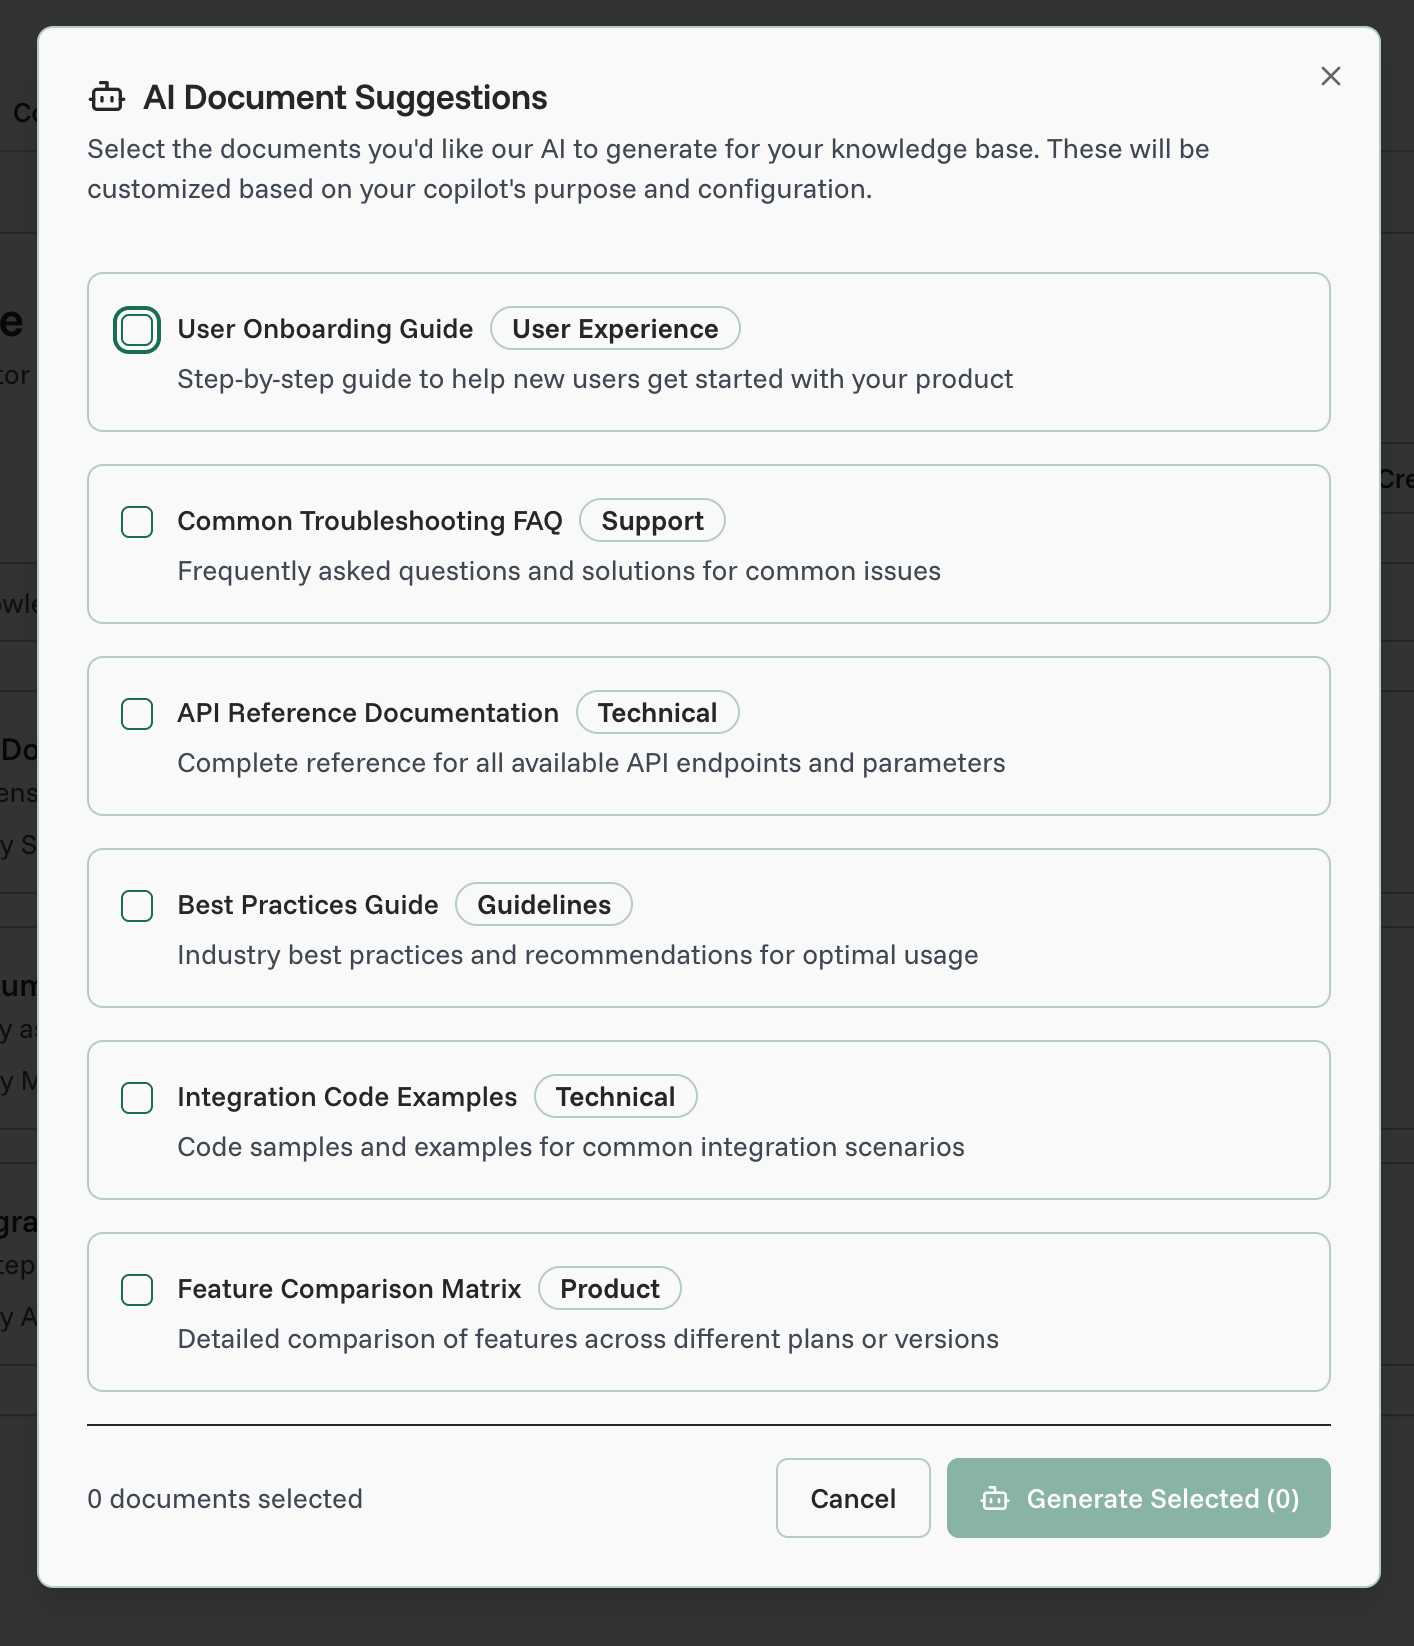 AI Document Suggestions
Select the documents you'd like our AI to generate for your knowledge base. These will be
customized based on your copilot's purpose and configuration.
User Onboarding Guide User Experience
Step-by-step guide to help new users get started with your product
Common Troubleshooting FAQ Support
Frequently asked questions and solutions for common issues
API Reference Documentation Technical
Complete reference for all available API endpoints and parameters
Best Practices Guide Guidelines
Industry best practices and recommendations for optimal usage
Integration Code Examples Technical
Code samples and examples for common integration scenarios
Feature Comparison Matrix Product
Detailed comparison of features across different plans or versions
0 documents selected
Cancel
Generate Selected (0)